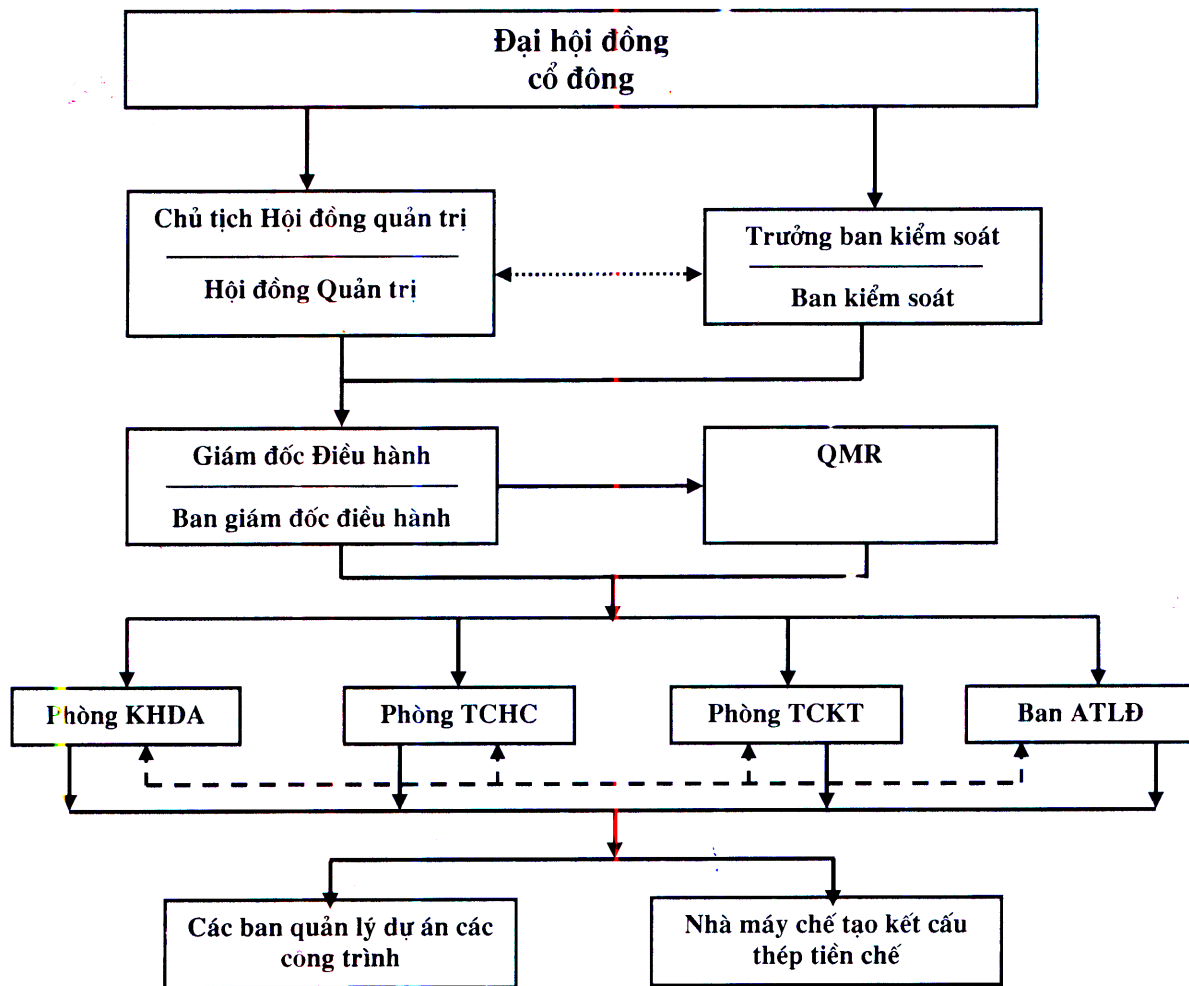 Đại hội đồng
cổ đông
Chủ tịch Hội đồng quản trị
Hội đồng Quản trị
Trưởng ban kiểm soát
Ban kiểm soát
Giám đốc Điều hành
Ban giám đốc điều hành
QMR
Phòng KHDA
Phòng TCHC
Phòng TCKT
Ban ATLĐ
Các ban quản lý dự án các
công trình
Nhà máy chế tạo kết cấu
thép tiền chế